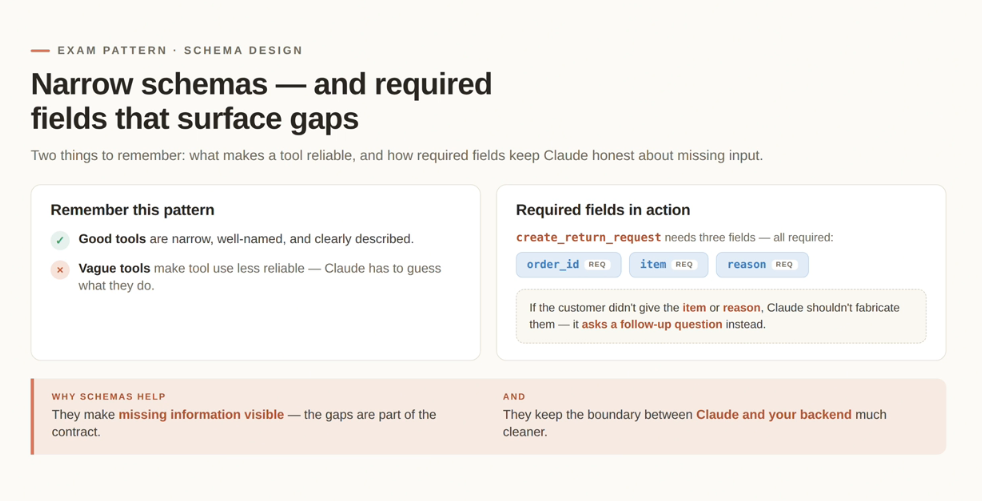 EXAM PATTERN · SCHEMA DESIGN
Narrow schemas — and required
fields that surface gaps
Two things to remember: what makes a tool reliable, and how required fields keep Claude honest about missing input.
Remember this pattern
✓ Good tools are narrow, well-named, and clearly described.
× Vague tools make tool use less reliable — Claude has to guess
what they do.
Required fields in action
create_return_request needs three fields — all required:
order_id REQ item REQ reason REQ
If the customer didn't give the item or reason, Claude shouldn't fabricate
them — it asks a follow-up question instead.
WHY SCHEMAS HELP
They make missing information visible — the gaps are part of the
contract.
AND
They keep the boundary between Claude and your backend much
cleaner.